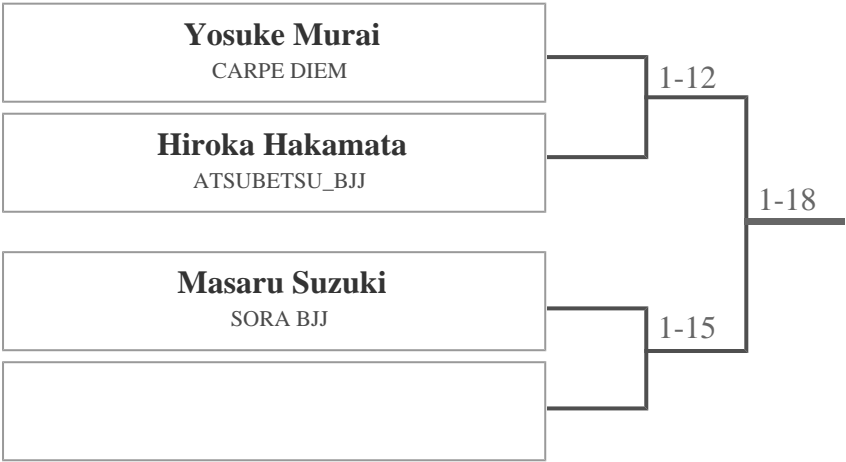 Yosuke Murai
CARPE DIEM
1-12
Hiroka Hakamata
ATSUBETSU_BJJ
1-18
Masaru Suzuki
SORA BJJ
1-15